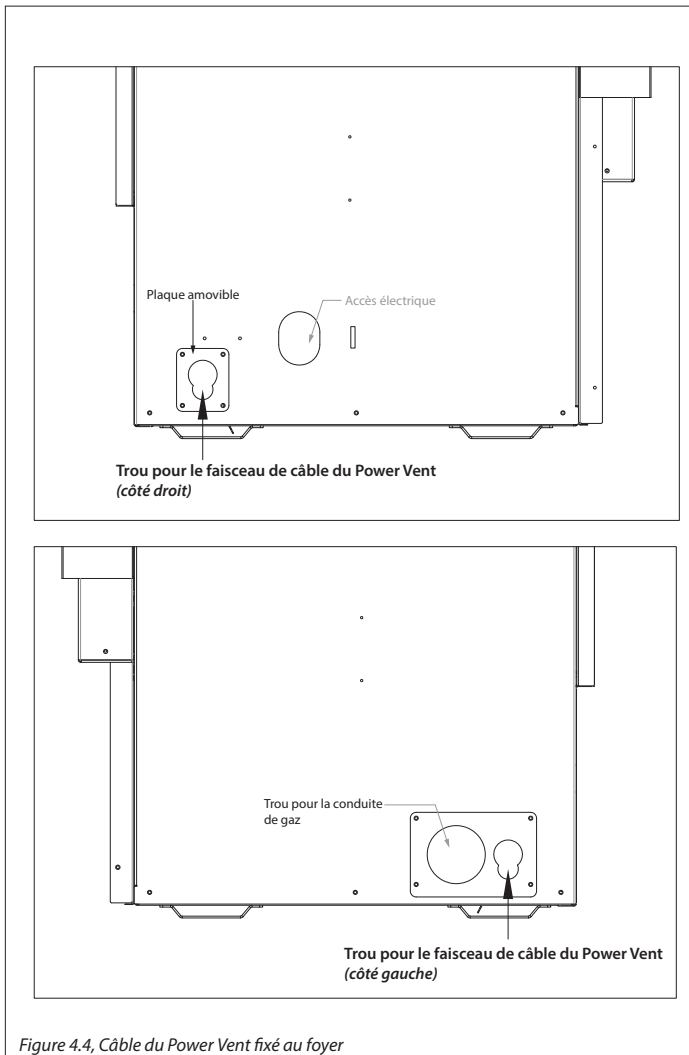 Plaque amovible
Accès électrique
Trou pour le faisceau de câble du Power Vent
(côté droit)
Trou pour la conduite
de gaz
Trou pour le faisceau de câble du Power Vent
(côté gauche)
Figure 4.4, Câble du Power Vent fixé au foyer